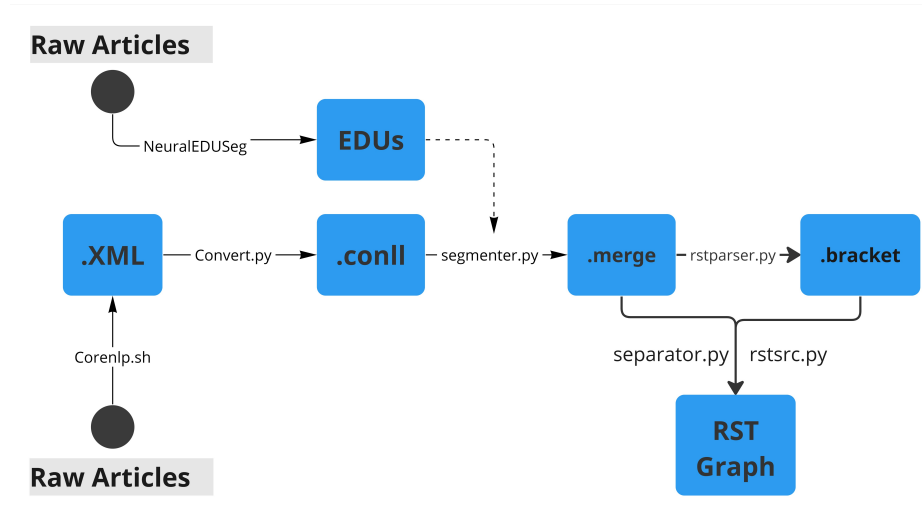 Raw Articles
NeuralEDUSeg
EDUs
.XML
Convert.py
.conll
segmenter.py
.merge
rstparser.py
.bracket
Corenlp.sh
separator.py
rstsrc.py
RST
Graph
Raw Articles